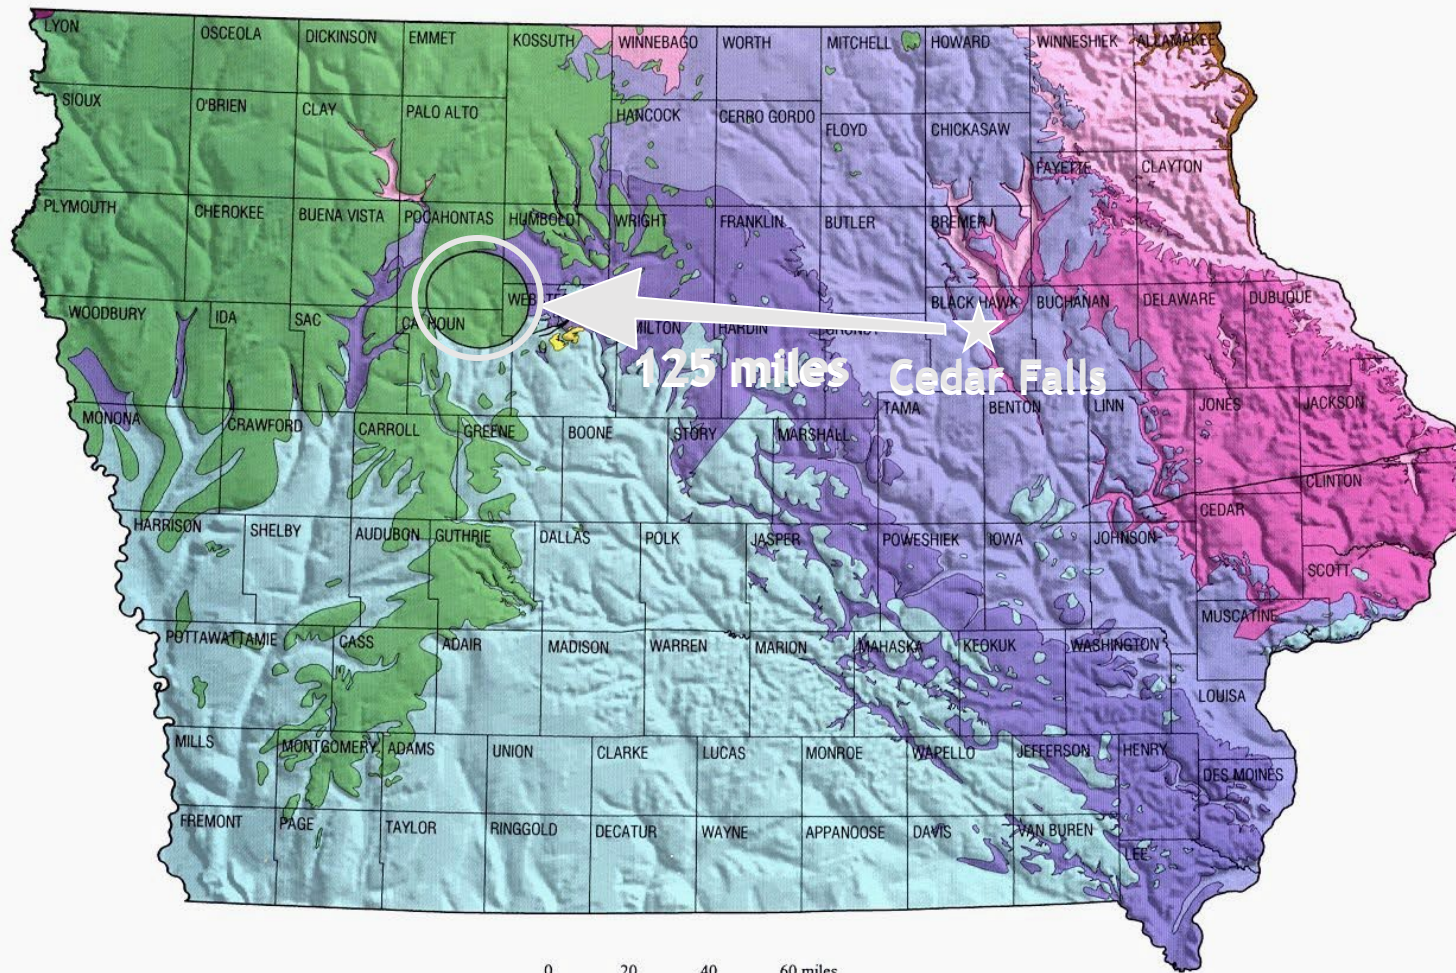 LYON
OSCEOLA
DICKINSON
EMMET
KOSSUTH
WINNEBAGO
WORTH
MITCHELL
HOWARD
WINNESHIEK
ALLAMAKEE
SIOUX
O'BRIEN
CLAY
PALO ALTO
HANCOCK
CERRO GORDO
FLOYD
CHICKASAW
FAYETTE
CLAYTON
PLYMOUTH
CHEROKEE
BUENA VISTA
POCAHONTAS
HUMBOLDT
WRIGHT
FRANKLIN
BUTLER
BREMER
WOODBURY
IDA
SAC
HARDIN
BLACK HAWK
BUCHANAN
DELAWARE
DUBUQUE
125 miles
Cedar Falls
MONONA
CRAWFORD
CARROLL
GREENE
BOONE
STORY
MARSHALL
TAMA
BENTON
LINN
JONES
JACKSON
CLINTON
CEDAR
HARRISON
SHELBY
AUDUBON
GUTHRIE
DALLAS
POLK
JASPER
POWESHIEK
IOWA
JOHNSON
SCOTT
MUSCATINE
POTTAWATTAMIE
CASS
ADAIR
MADISON
WARREN
MARION
MAHASKA
KEOKUK
WASHINGTON
LOUISA
MILLS
MONTGOMERY
ADAMS
UNION
CLARKE
LUCAS
MONROE
WAPELLO
JEFFERSON
HENRY
DES MOINES
FREMONT
PAGE
TAYLOR
RINGGOLD
DECATUR
WAYNE
APPANOOSE
DAVIS
VAN BUREN
LEE
0 20 40 60 miles